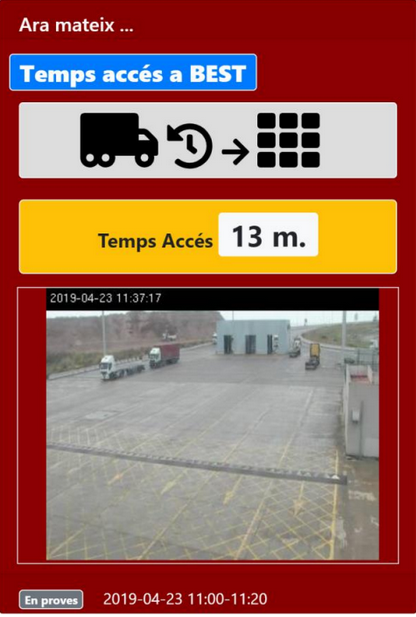 Ara mateix ...
Temps accés a BEST
Temps Accés 13 m.
2019-04-23 11:37:17
En proves 2019-04-23 11:00-11:20